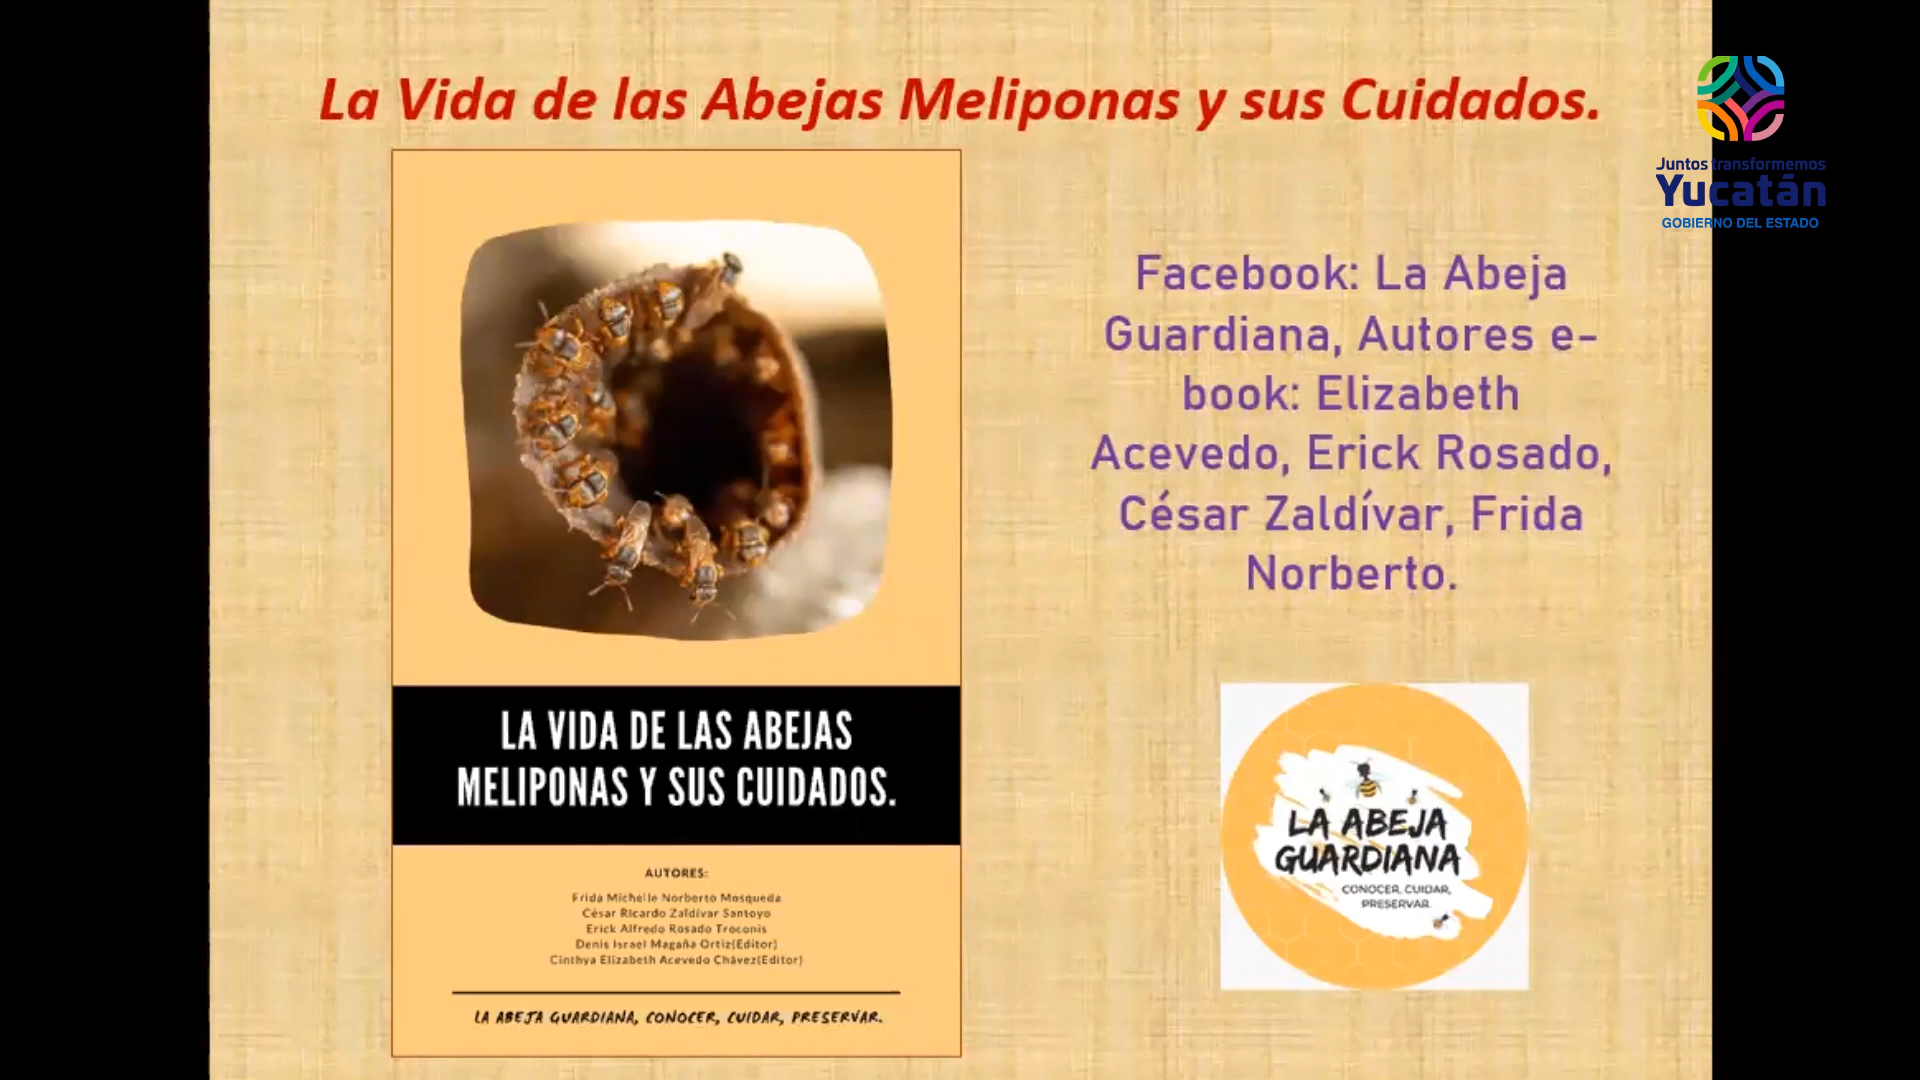 La Vida de las Abejas Meliponas y sus Cuidados.
Juntos transformemos
Yucatán
GOBIERNO DEL ESTADO
Facebook: La Abeja
Guardiana, Autores e-
book: Elizabeth
Acevedo, Erick Rosado,
César Zaldívar, Frida
Norberto.
LA VIDA DE LAS ABEJAS
MELIPONAS Y SUS CUIDADOS.
AUTORES:
Frida Michelle Norberto Mosqueda
César Ricardo Zaldívar Santoyo
Erick Alfredo Rosado Troconis
Denis Israel Magaña Ortiz(Editor)
Cinthya Elizabeth Acevedo Chávez(Editor)
LA ABEJA GUARDIANA, CONOCER, CUIDAR, PRESERVAR.
LA ABEJA
GUARDIANA
CONOCER, CUIDAR,
PRESERVAR.